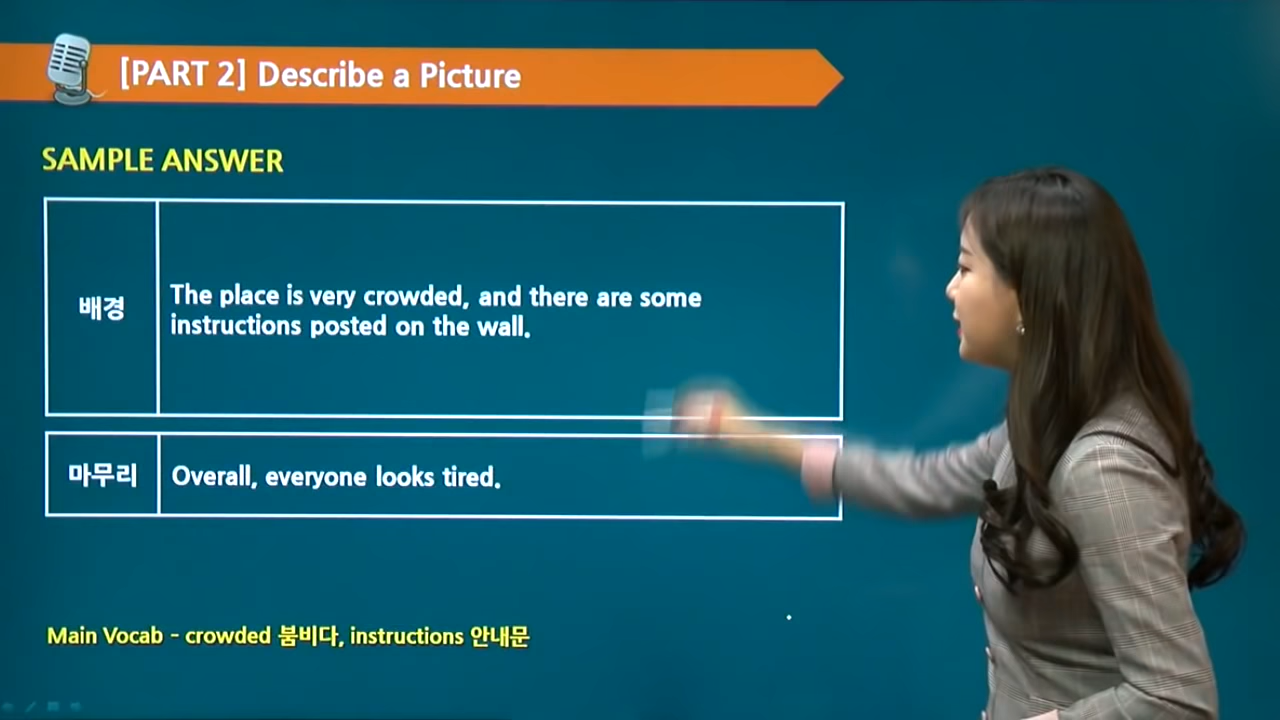 [PART 2] Describe a Picture
SAMPLE ANSWER
배경
The place is very crowded, and there are some
instructions posted on the wall.
마무리
Overall, everyone looks tired.
Main Vocab - crowded 붐비다, instructions 안내문